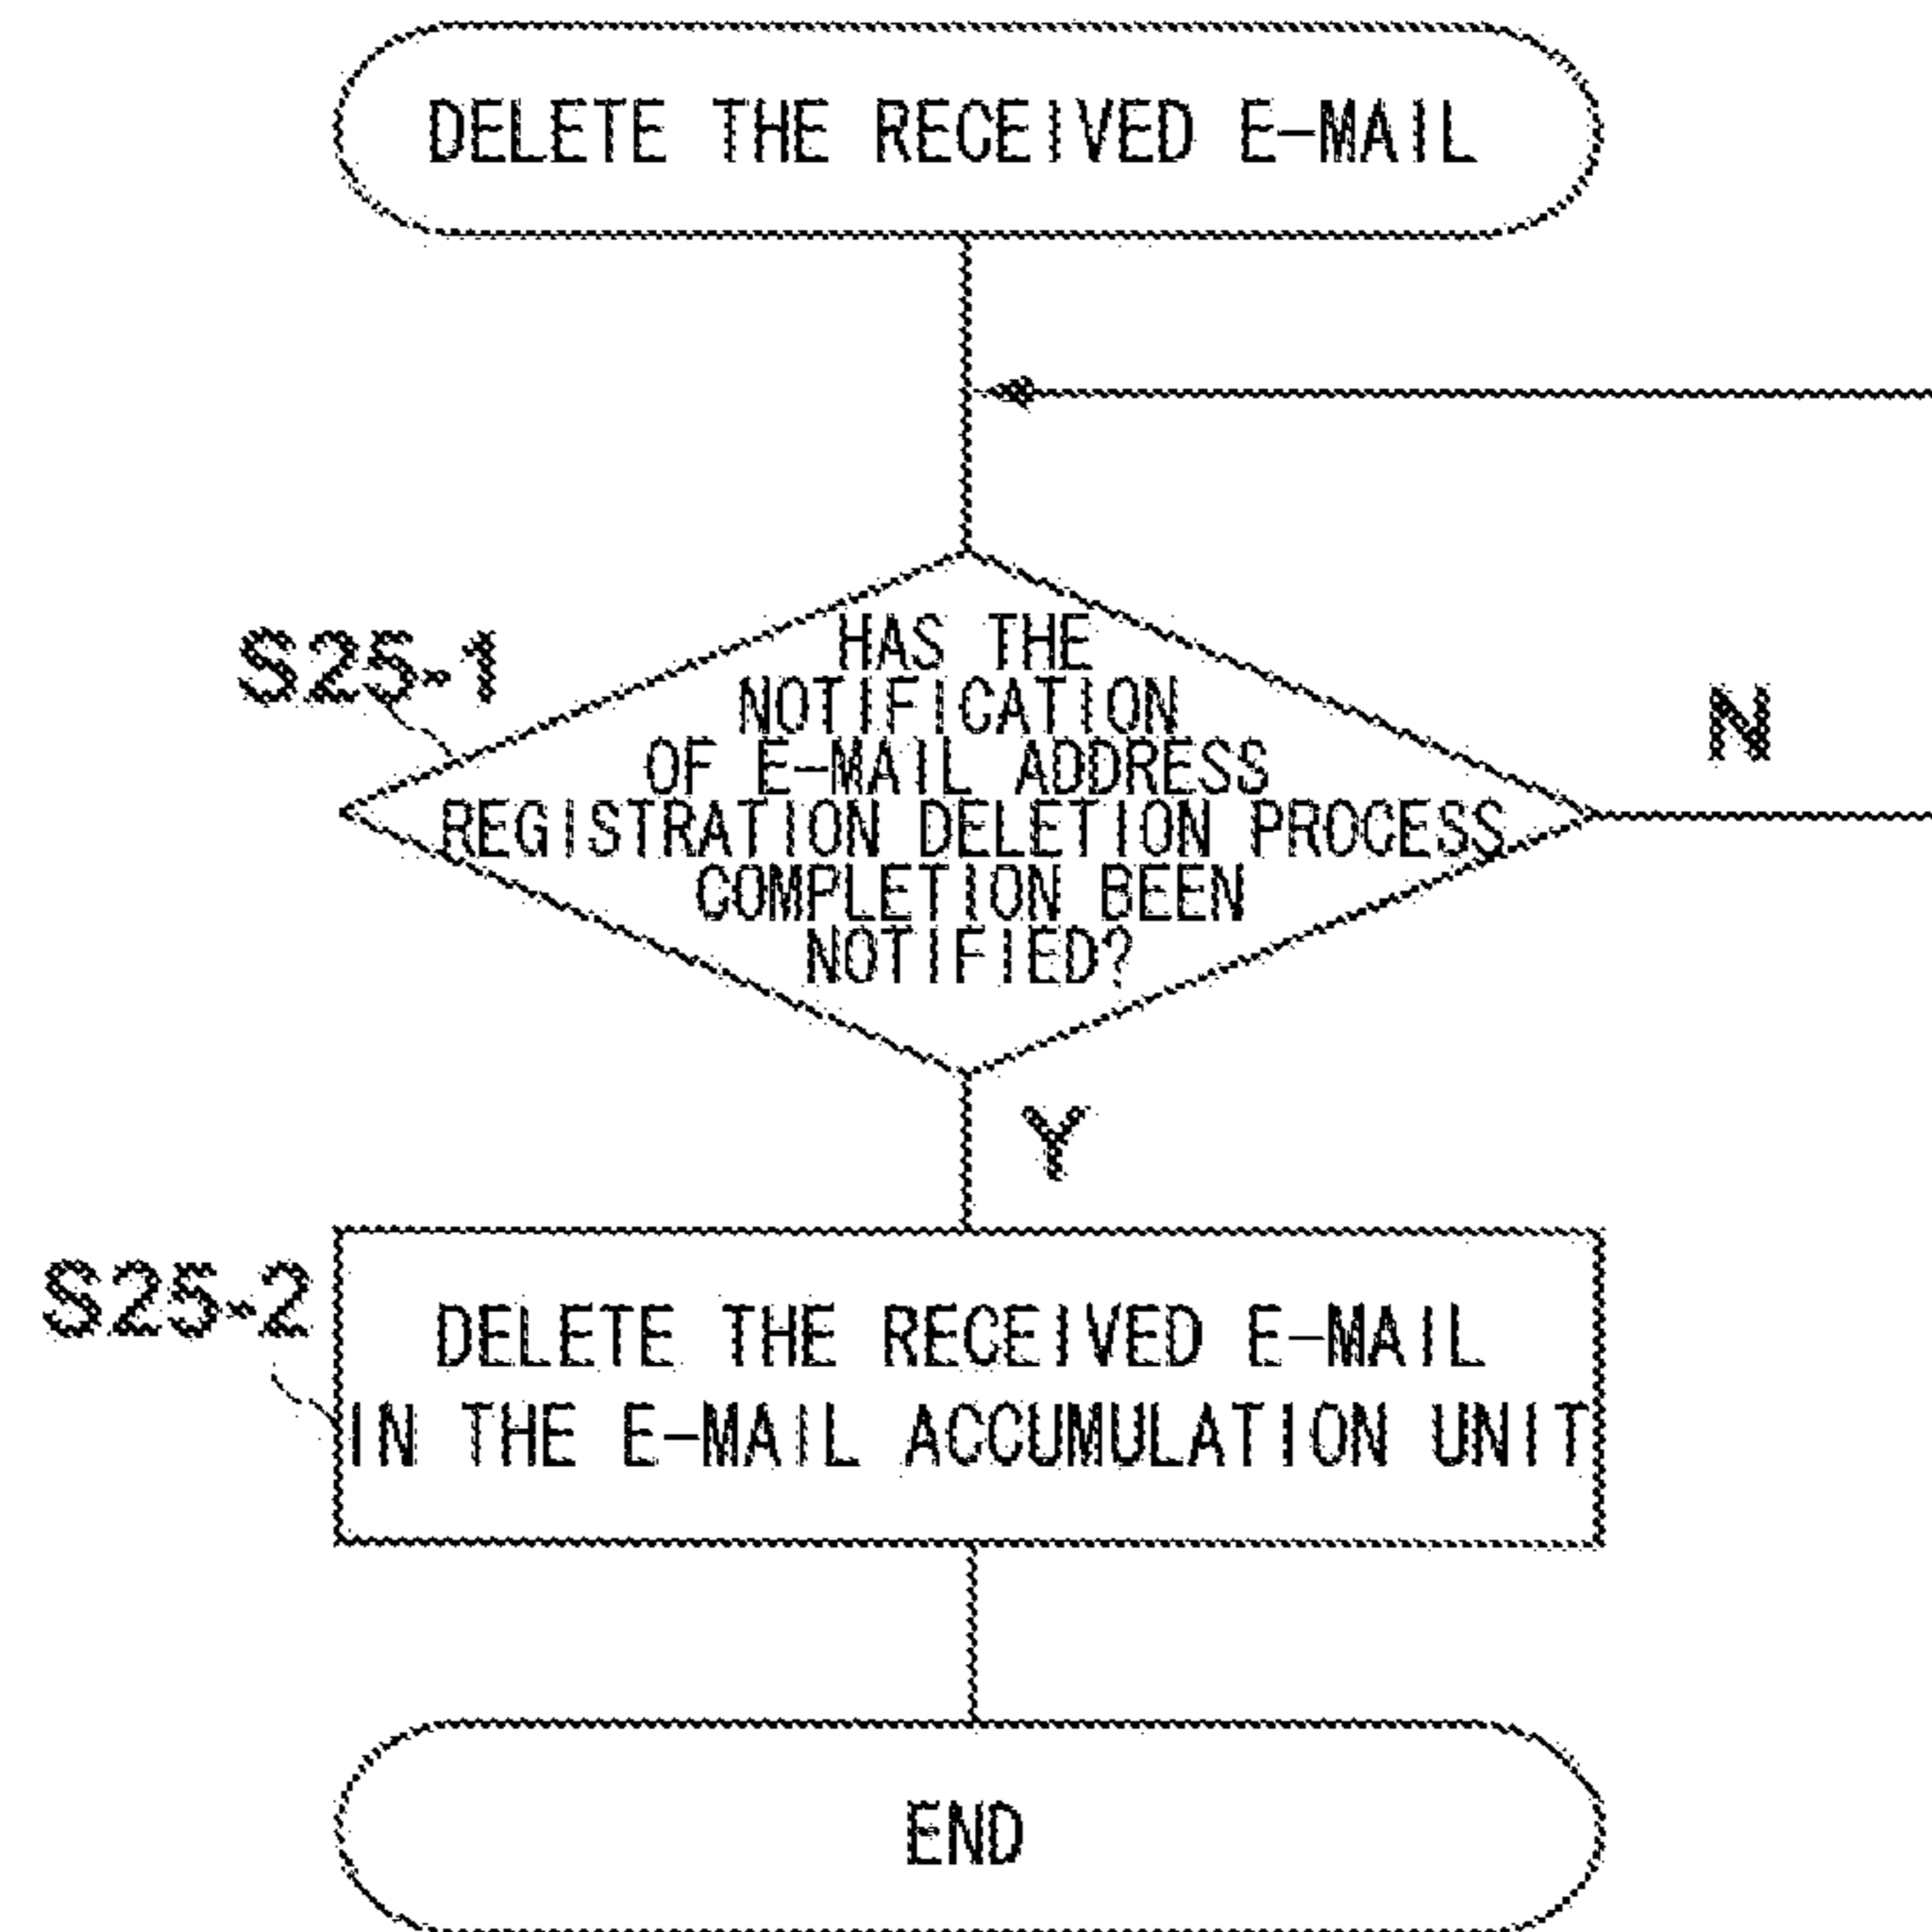 DELETE THE RECEIVED E-MAIL
S25-1
HAS THE
NOTIFICATION
OF E-MAIL ADDRESS
REGISTRATION DELETION PROCESS
COMPLETION BEEN
NOTIFIED?
N
Y
S25-2
DELETE THE RECEIVED E-MAIL
IN THE E-MAIL ACCUMULATION UNIT
END